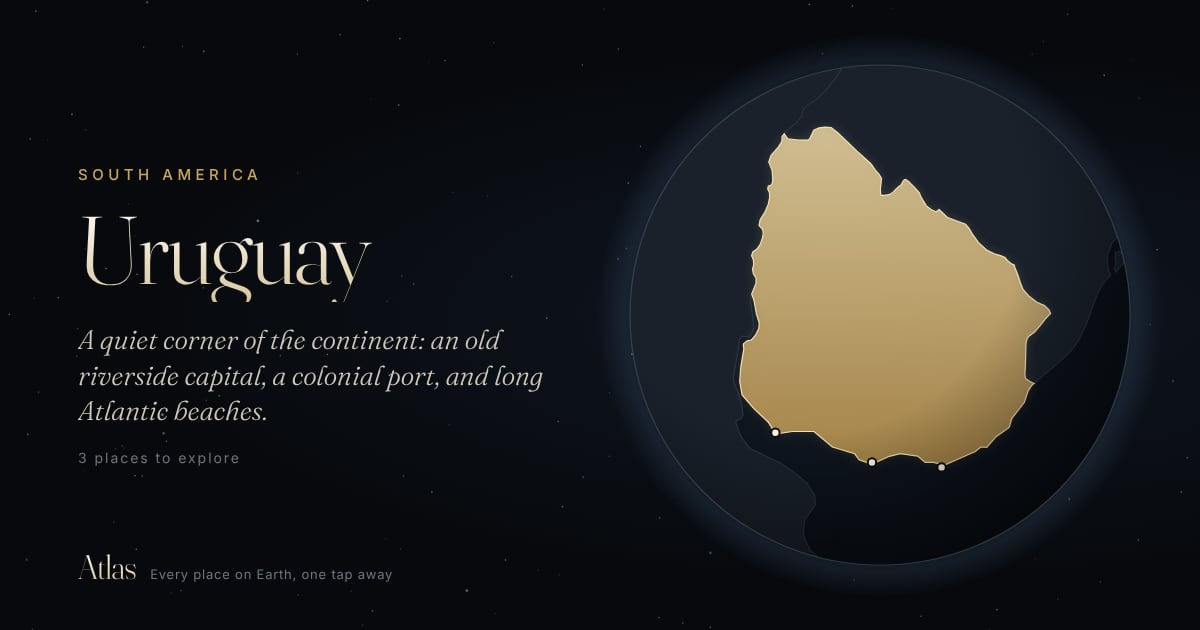 SOUTH AMERICA
Uruguay
A quiet corner of the continent: an old
riverside capital, a colonial port, and long
Atlantic beaches.
3 places to explore
Atlas Every place on Earth, one tap away